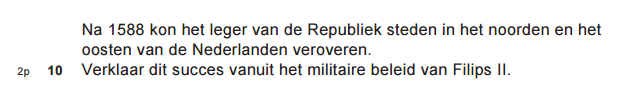 Na 1588 kon het leger van de Republiek steden in het noorden en het
oosten van de Nederlanden veroveren.
2p 10 Verklaar dit succes vanuit het militaire beleid van Filips II.